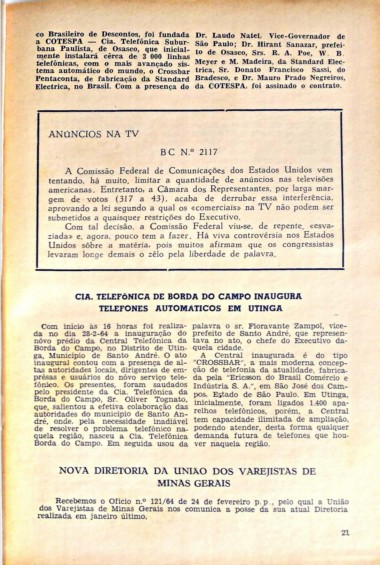 co Brasileiro de Descontos, foi fundada
a COTESPA — Cia. Telefônica Subur-
bana Paulista, de Osasco, que inicial-
mente instalará cêrca de 3 000 linhas
telefônicas, com o mais avançado sis-
tema automático do mundo, o Crossbar
Pentaconta, de fabricação da Standard
Electrica, no Brasil. Com a presença do
Dr. Laudo Natel, Vice-Governador de
São Paulo; Dr. Hirant Sanazar, prefei-
to de Osasco, Srs. R. A. Poe, W. B.
Meyer e M. Madeira, da Standard Elec-
trica, Sr. Donato Francisco Sassi, do
Bradesco, e Dr. Mauro Prado Negreiros,
da COTESPA. foi assinado o contrato.
ANÚNCIOS NA TV
BC N.º 2117
A Comissão Federal de Comunicações dos Estados Unidos vem
tentando, há muito, limitar a quantidade de anúncios nas televisões
americanas. Entretanto, a Câmara dos Representantes, por larga mar-
gem de votos (317 a 43), acaba de derrubar essa interferência,
aprovando a lei segundo a qual os «comerciais» na TV não podem ser
submetidos a quaisquer restrições do Executivo.
Com tal decisão, a Comissão Federal viu-se, de repente, «esva-
ziada» e, agora, pouco tem a fazer. Há viva controvérsia nos Estados
Unidos sôbre a matéria, pois muitos afirmam que os congressistas
levaram longe demais o zêlo pela liberdade de palavra.
CIA. TELEFÔNICA DE BORDA DO CAMPO INAUGURA
TELEFONES AUTOMATICOS EM UTINGA
Com início às 16 horas foi realiza-
da no dia 28-2-64 a inauguração do
nôvo prédio da Central Telefônica da
Borda do Campo, no Distrito de Utin-
ga, Município de Santo André. O ato
inaugural contou com a presença de al-
tas autoridades locais, dirigentes de em-
prêsas e usuários do nôvo serviço tele-
fônico. Os presentes, foram saudados
pelo presidente da Cia. Telefônica da
Borda do Campo, Sr. Oliver Tognato,
que, salientou a efetiva colaboração das
autoridades do município de Santo An-
dré, onde, pela necessidade inadiável
de resolver o problema telefônico na-
quela região, nasceu a Cia. Telefônica
Borda do Campo. Em seguida usou da
palavra o sr. Fioravante Zampol, vice-
prefeito de Santo André, que represen-
tava no ato, o chefe do Executivo da-
quela cidade.
A Central inaugurada é do tipo
"CROSSBAR", a mais moderna concep-
ção de telefonia da atualidade, fabrica-
da pela "Ericsson do Brasil Comércio e
Indústria S. A.", em São José dos Cam-
pos. Estado de São Paulo. Em Utinga,
inicialmente, foram ligados 1.400 apa-
relhos telefônicos, porém, a Central
tem capacidade ilimitada de ampliação,
podendo atender, desta forma qualquer
demanda futura de telefones que hou-
ver naquela região.
NOVA DIRETORIA DA UNIAO DOS VAREJISTAS DE
MINAS GERAIS
Recebemos o Ofício n.º 121/64 de 24 de fevereiro p.p., pelo qual a União
dos Varejistas de Minas Gerais nos comunica a posse da sua atual Diretoria
realizada em janeiro último.
21